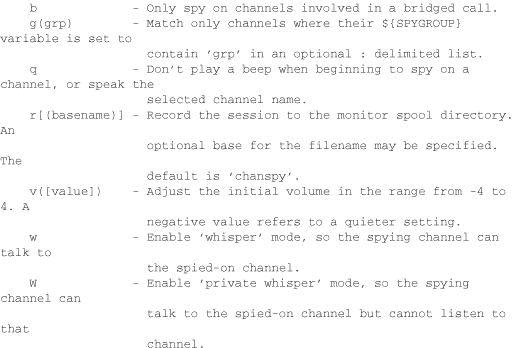 b - Only spy on channels involved in a bridged call.
g(grp) - Match only channels where their ${SPYGROUP}
variable is set to
contain ‘grp’ in an optional : delimited list.
q - Don’t play a beep when beginning to spy on a
channel, or speak the
selected channel name.
r[(basename)] - Record the session to the monitor spool directory.
An
optional base for the filename may be specified.
The
default is ‘chanspy’.
v([value]) - Adjust the initial volume in the range from -4 to
4. A
negative value refers to a quieter setting.
w - Enable ‘whisper’ mode, so the spying channel can
talk to
the spied-on channel.
W - Enable ‘private whisper’ mode, so the spying
channel can
talk to the spied-on channel but cannot listen to
that
channel.